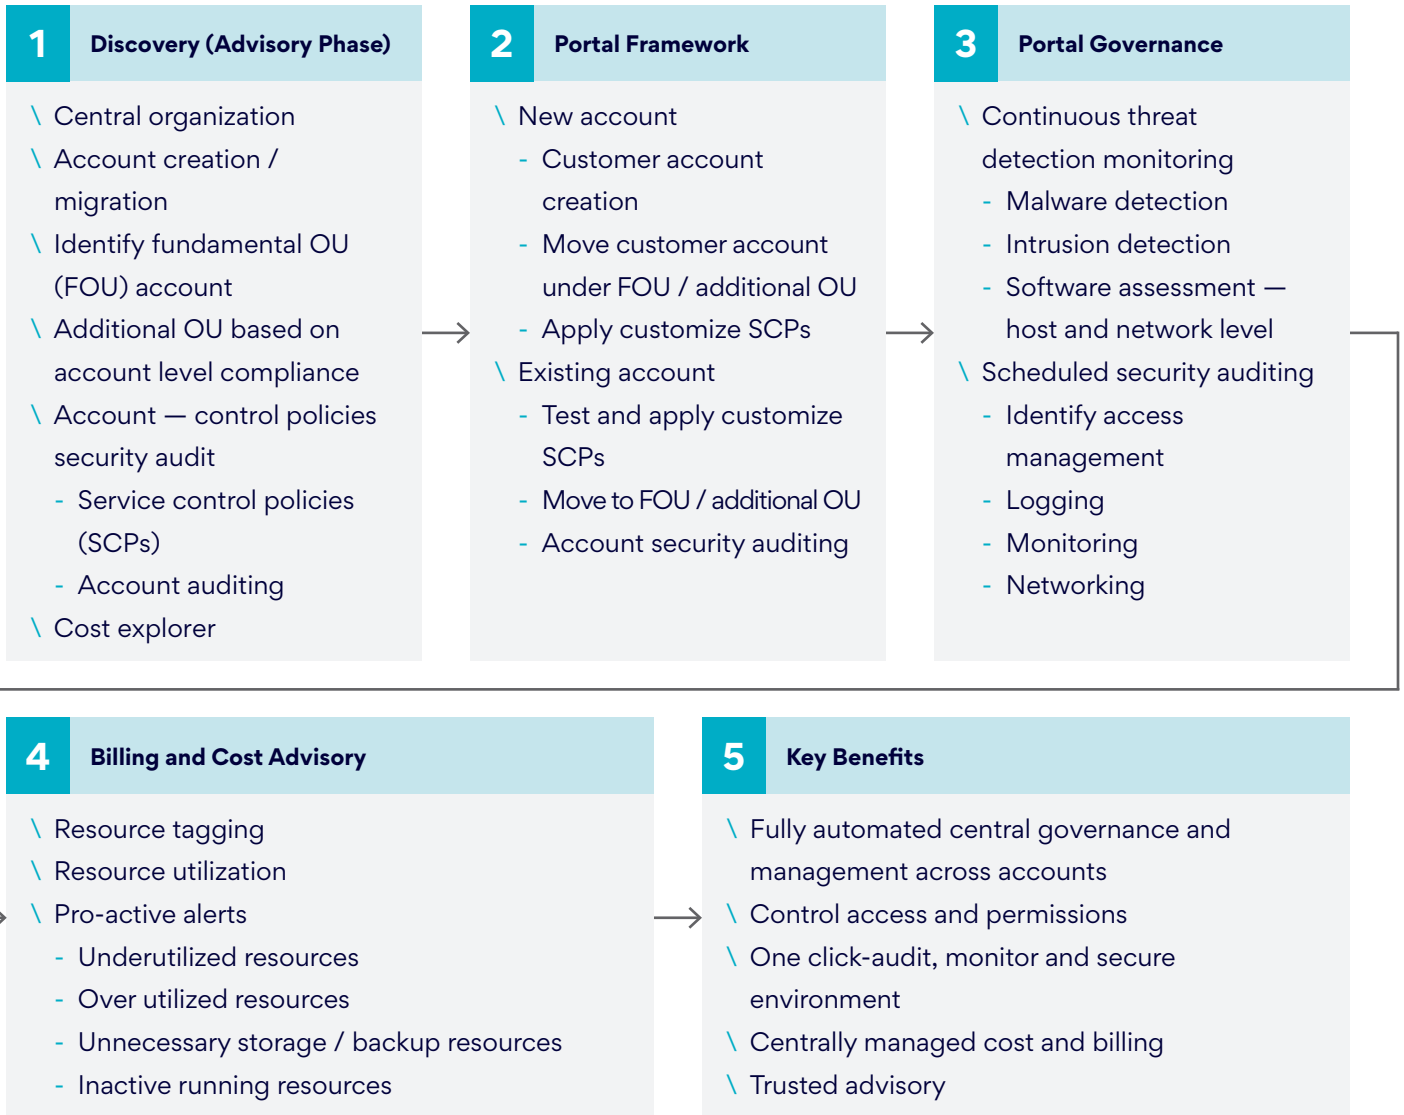 1
Discovery (Advisory Phase)
\ Central organization
\ Account creation /
migration
\ Identify fundamental OU
(FOU) account
\ Additional OU based on
account level compliance
\ Account — control policies
security audit
- Service control policies
(SCPs)
- Account auditing
\ Cost explorer
2
Portal Framework
\ New account
- Customer account
creation
- Move customer account
under FOU / additional OU
- Apply customize SCPs
\ Existing account
- Test and apply customize
SCPs
- Move to FOU / additional OU
- Account security auditing
3
Portal Governance
\ Continuous threat
detection monitoring
- Malware detection
- Intrusion detection
- Software assessment —
host and network level
\ Scheduled security auditing
- Identify access
management
- Logging
- Monitoring
- Networking
4
Billing and Cost Advisory
\ Resource tagging
\ Resource utilization
\ Pro-active alerts
- Underutilized resources
- Over utilized resources
- Unnecessary storage / backup resources
- Inactive running resources
5
Key Benefits
\ Fully automated central governance and
management across accounts
\ Control access and permissions
\ One click-audit, monitor and secure
environment
\ Centrally managed cost and billing
\ Trusted advisory